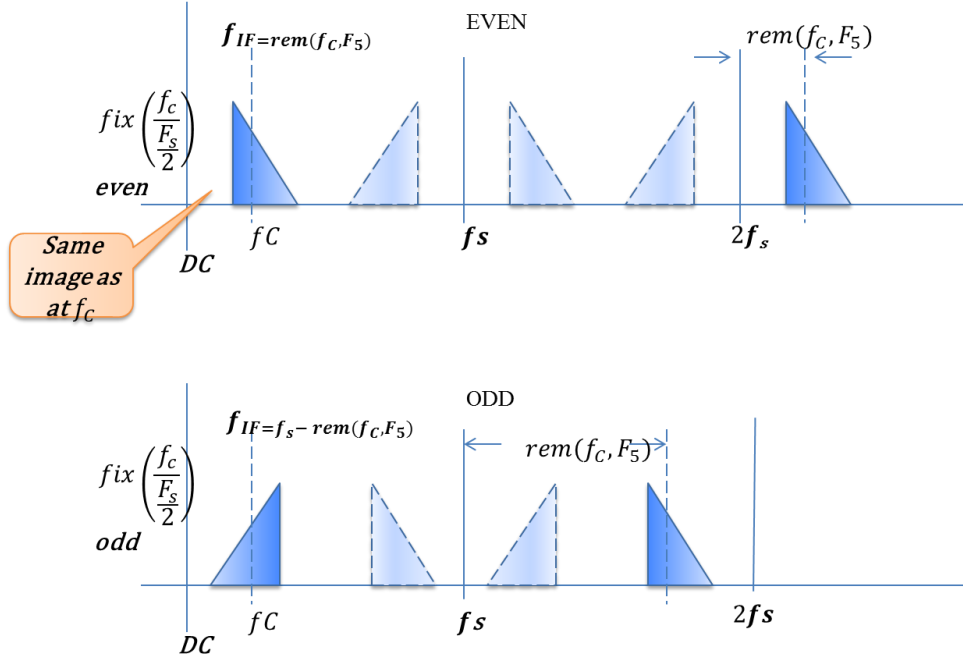 EVEN
f_{IF=rem(f_C,F_5)}
rem(f_C, F_5)
fix(f_c / (F_s / 2))
even
fC
fs
2f_s
DC
Same
image as
at f_C
ODD
f_{IF=f_s−rem(f_C,F_5)}
rem(f_C, F_5)
fix(f_c / (F_s / 2))
odd
fC
fs
2fs
DC